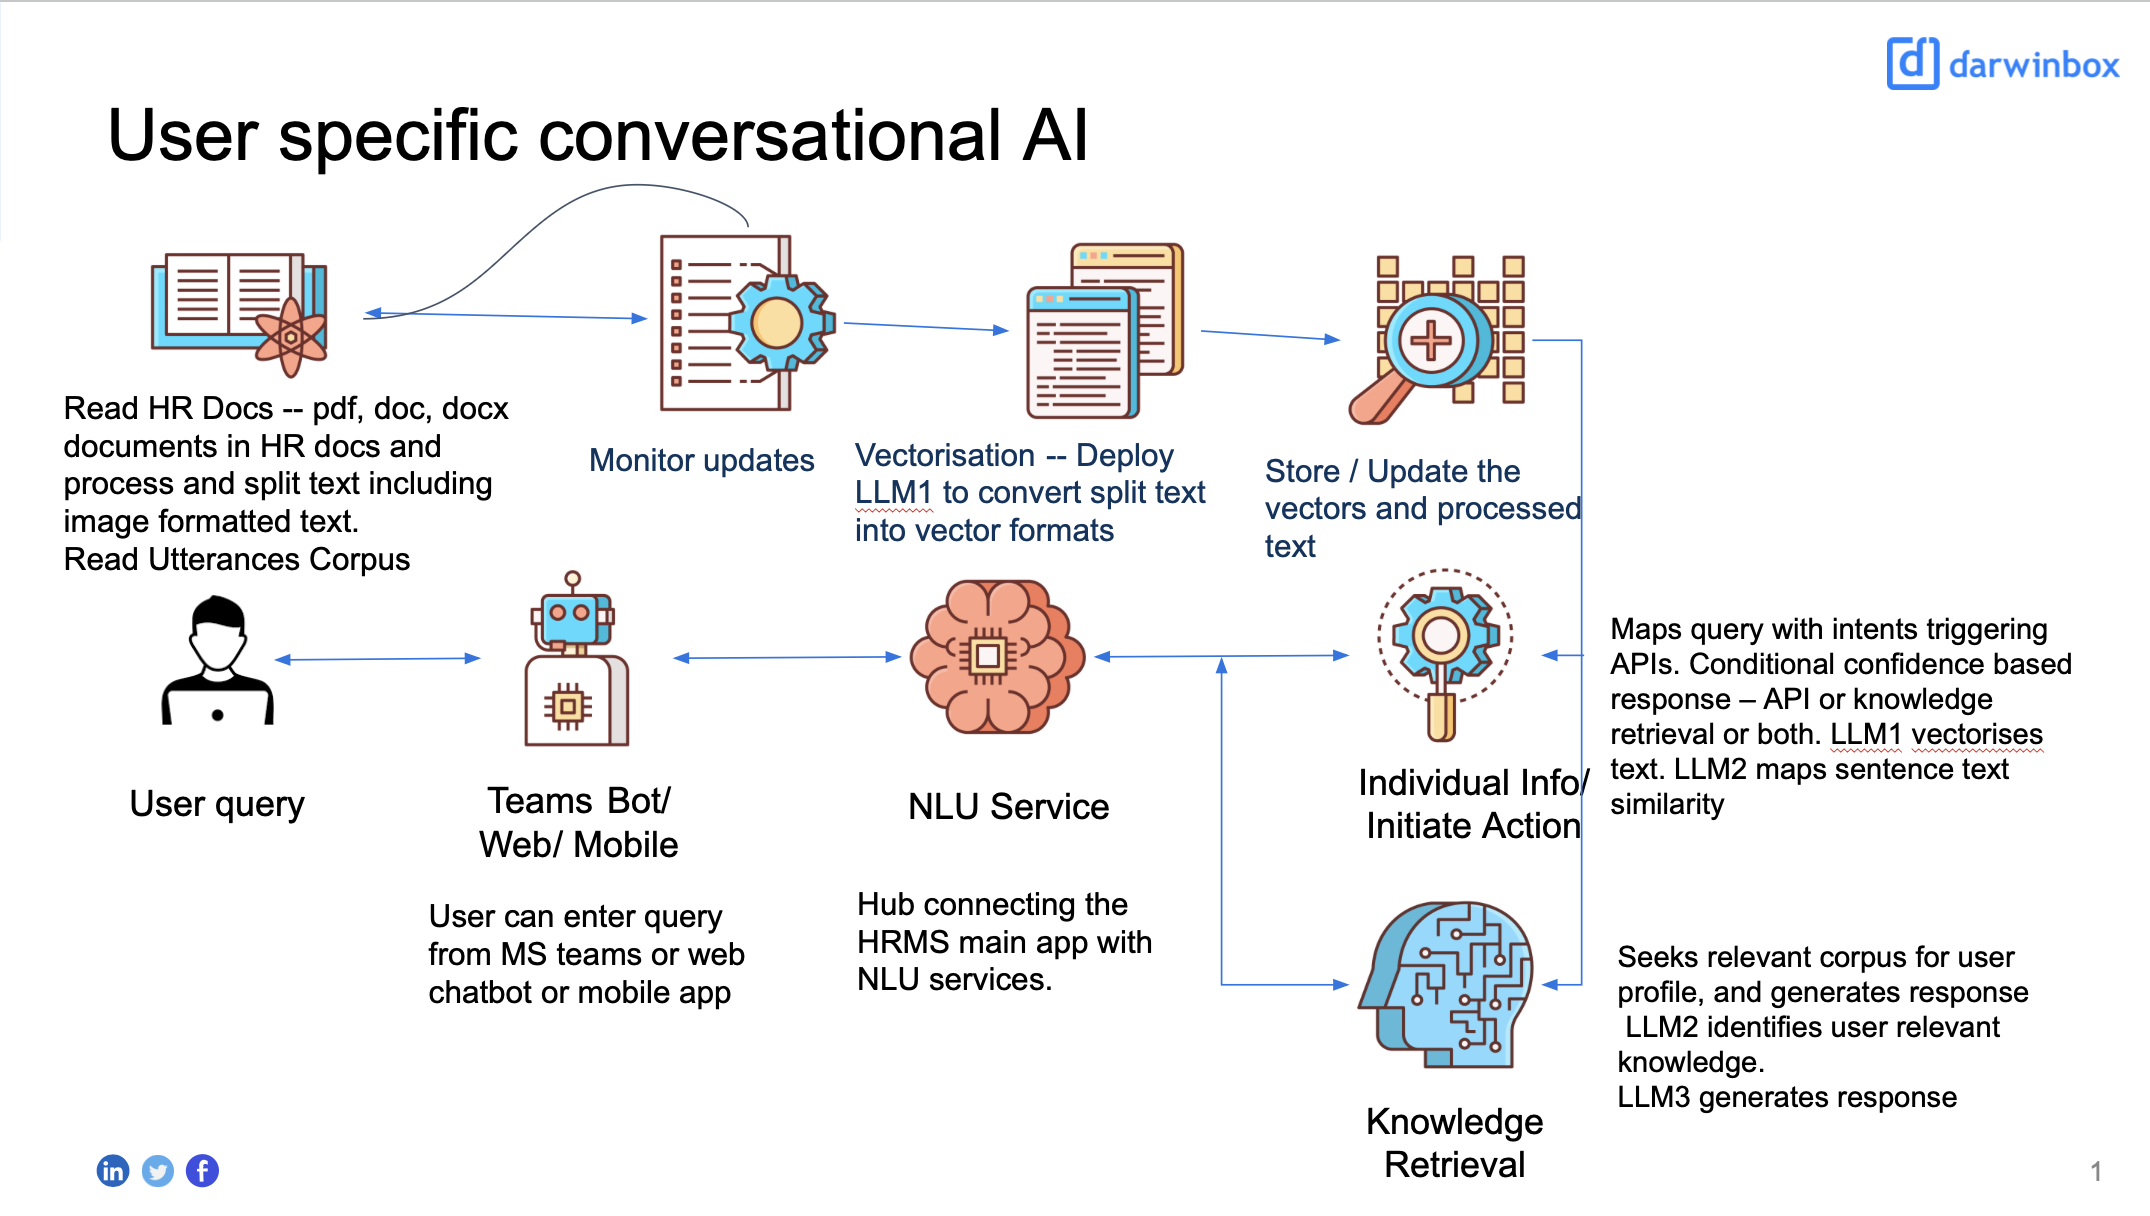 darwinbox
User specific conversational AI
Read HR Docs -- pdf, doc, docx
documents in HR docs and
process and split text including
image formatted text.
Read Utterances Corpus
Monitor updates
Vectorisation -- Deploy
LLM1 to convert split text
into vector formats
Store / Update the
vectors and processed
text
User query
Teams Bot/
Web/ Mobile
User can enter query
from MS teams or web
chatbot or mobile app
NLU Service
Hub connecting the
HRMS main app with
NLU services.
Individual Info/
Initiate Action
Maps query with intents triggering
APIs. Conditional confidence based
response – API or knowledge
retrieval or both. LLM1 vectorises
text. LLM2 maps sentence text
similarity
Knowledge
Retrieval
Seeks relevant corpus for user
profile, and generates response
LLM2 identifies user relevant
knowledge.
LLM3 generates response
in
f
1